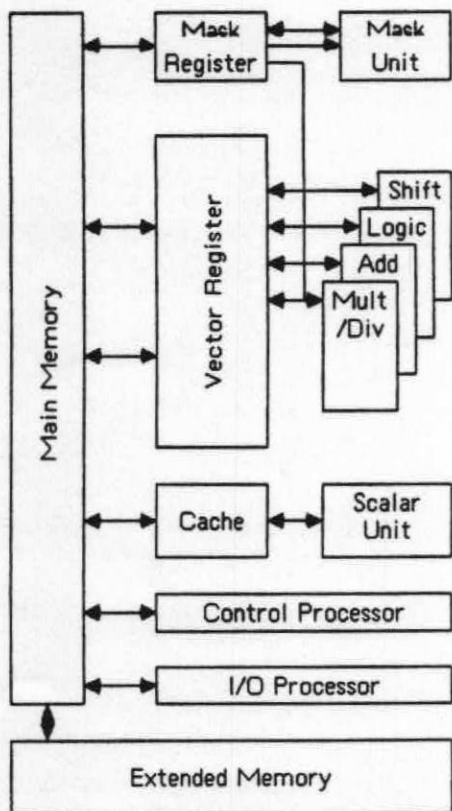 Mask
Register
Mask
Unit
Main Memory
Vector Register
Shift
Logic
Add
Mult
/Div
Cache
Scalar
Unit
Control Processor
I/O Processor
Extended Memory